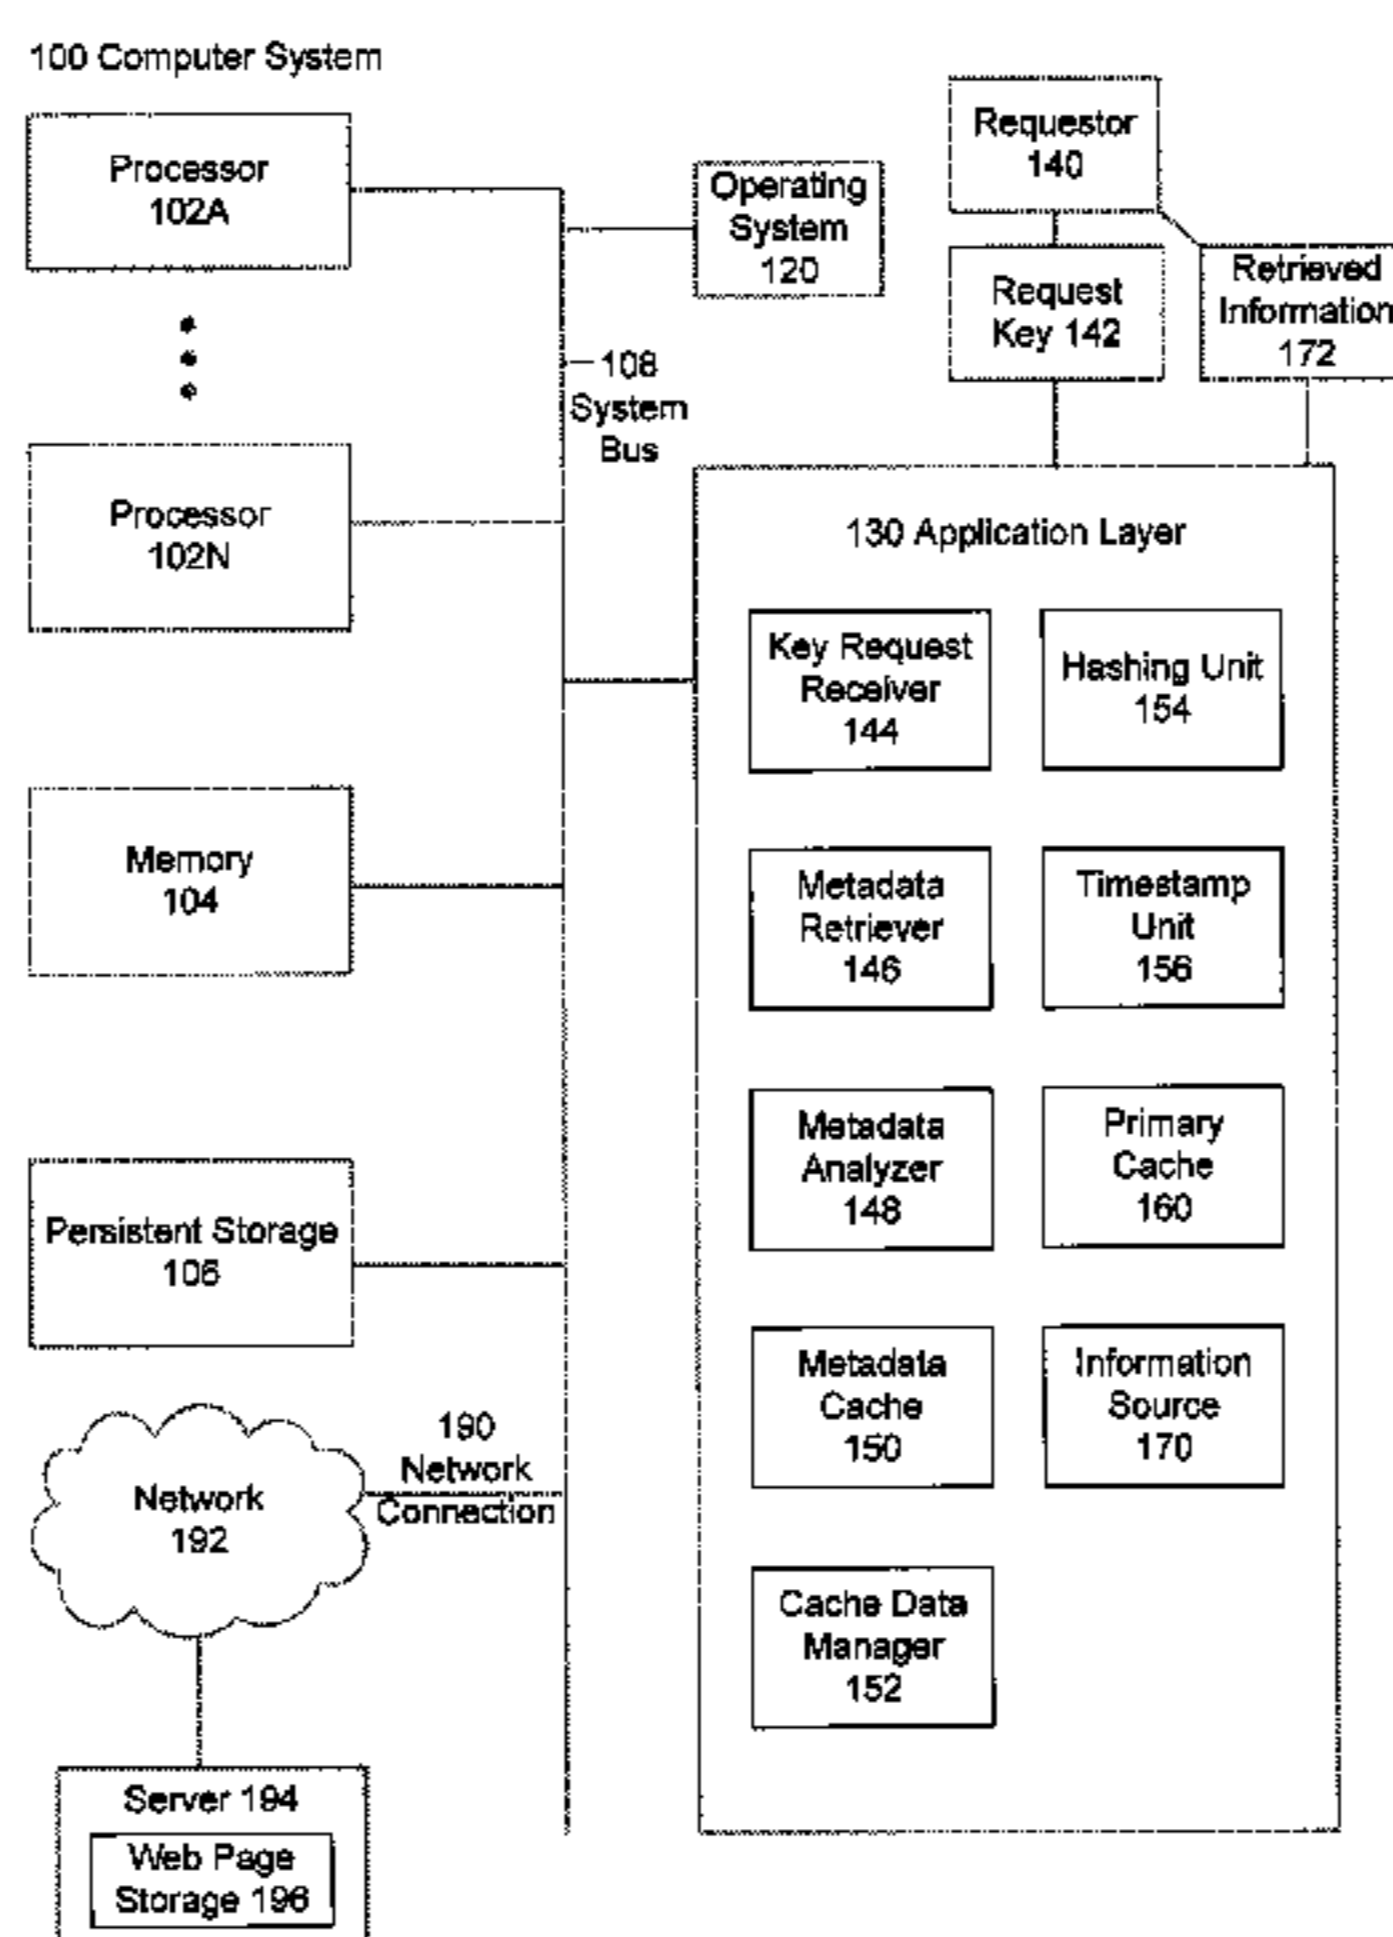 100 Computer System
Processor
102A
Processor
102N
Memory
104
Persistent Storage
106
190
Network
Connection
Network
192
Server 194
Web Page
Storage 196
108
System
Bus
Operating
System
120
Requestor
140
Request
Key 142
Retrieved
Information
172
130 Application Layer
Key Request
Receiver
144
Hashing Unit
154
Metadata
Retriever
146
Timestamp
Unit
156
Metadata
Analyzer
148
Primary
Cache
160
Metadata
Cache
150
Information
Source
170
Cache Data
Manager
152